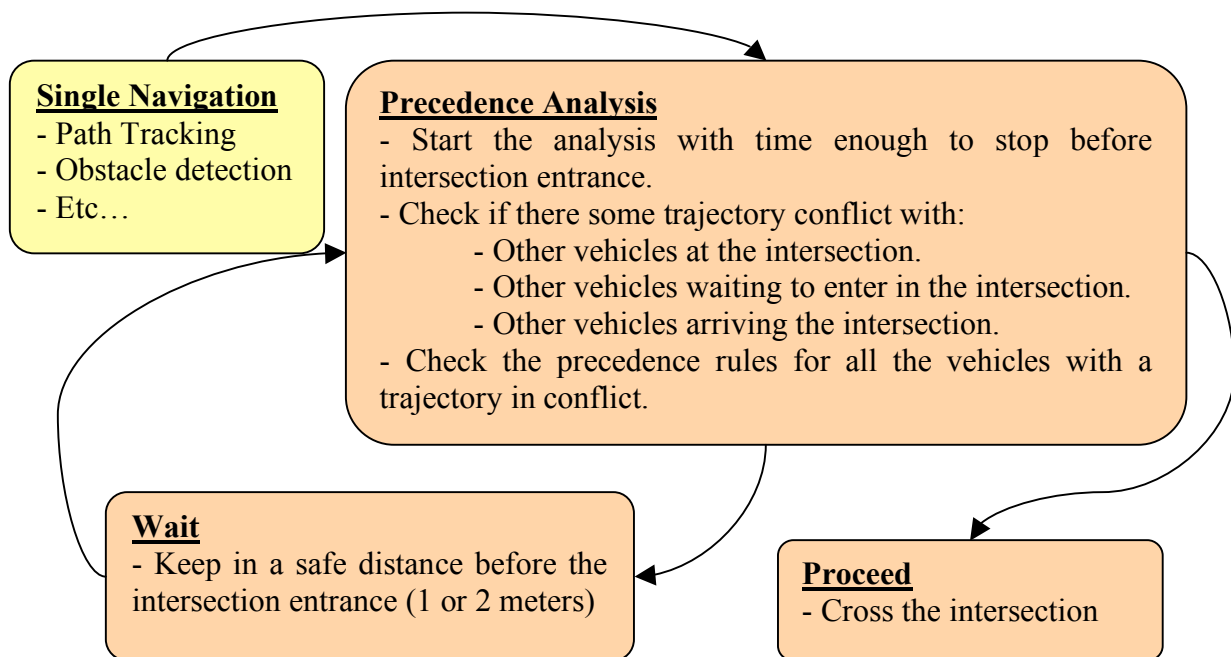 Single Navigation
- Path Tracking
- Obstacle detection
- Etc…
Precedence Analysis
- Start the analysis with time enough to stop before
intersection entrance.
- Check if there some trajectory conflict with:
- Other vehicles at the intersection.
- Other vehicles waiting to enter in the intersection.
- Other vehicles arriving the intersection.
- Check the precedence rules for all the vehicles with a
trajectory in conflict.
Wait
- Keep in a safe distance before the
intersection entrance (1 or 2 meters)
Proceed
- Cross the intersection